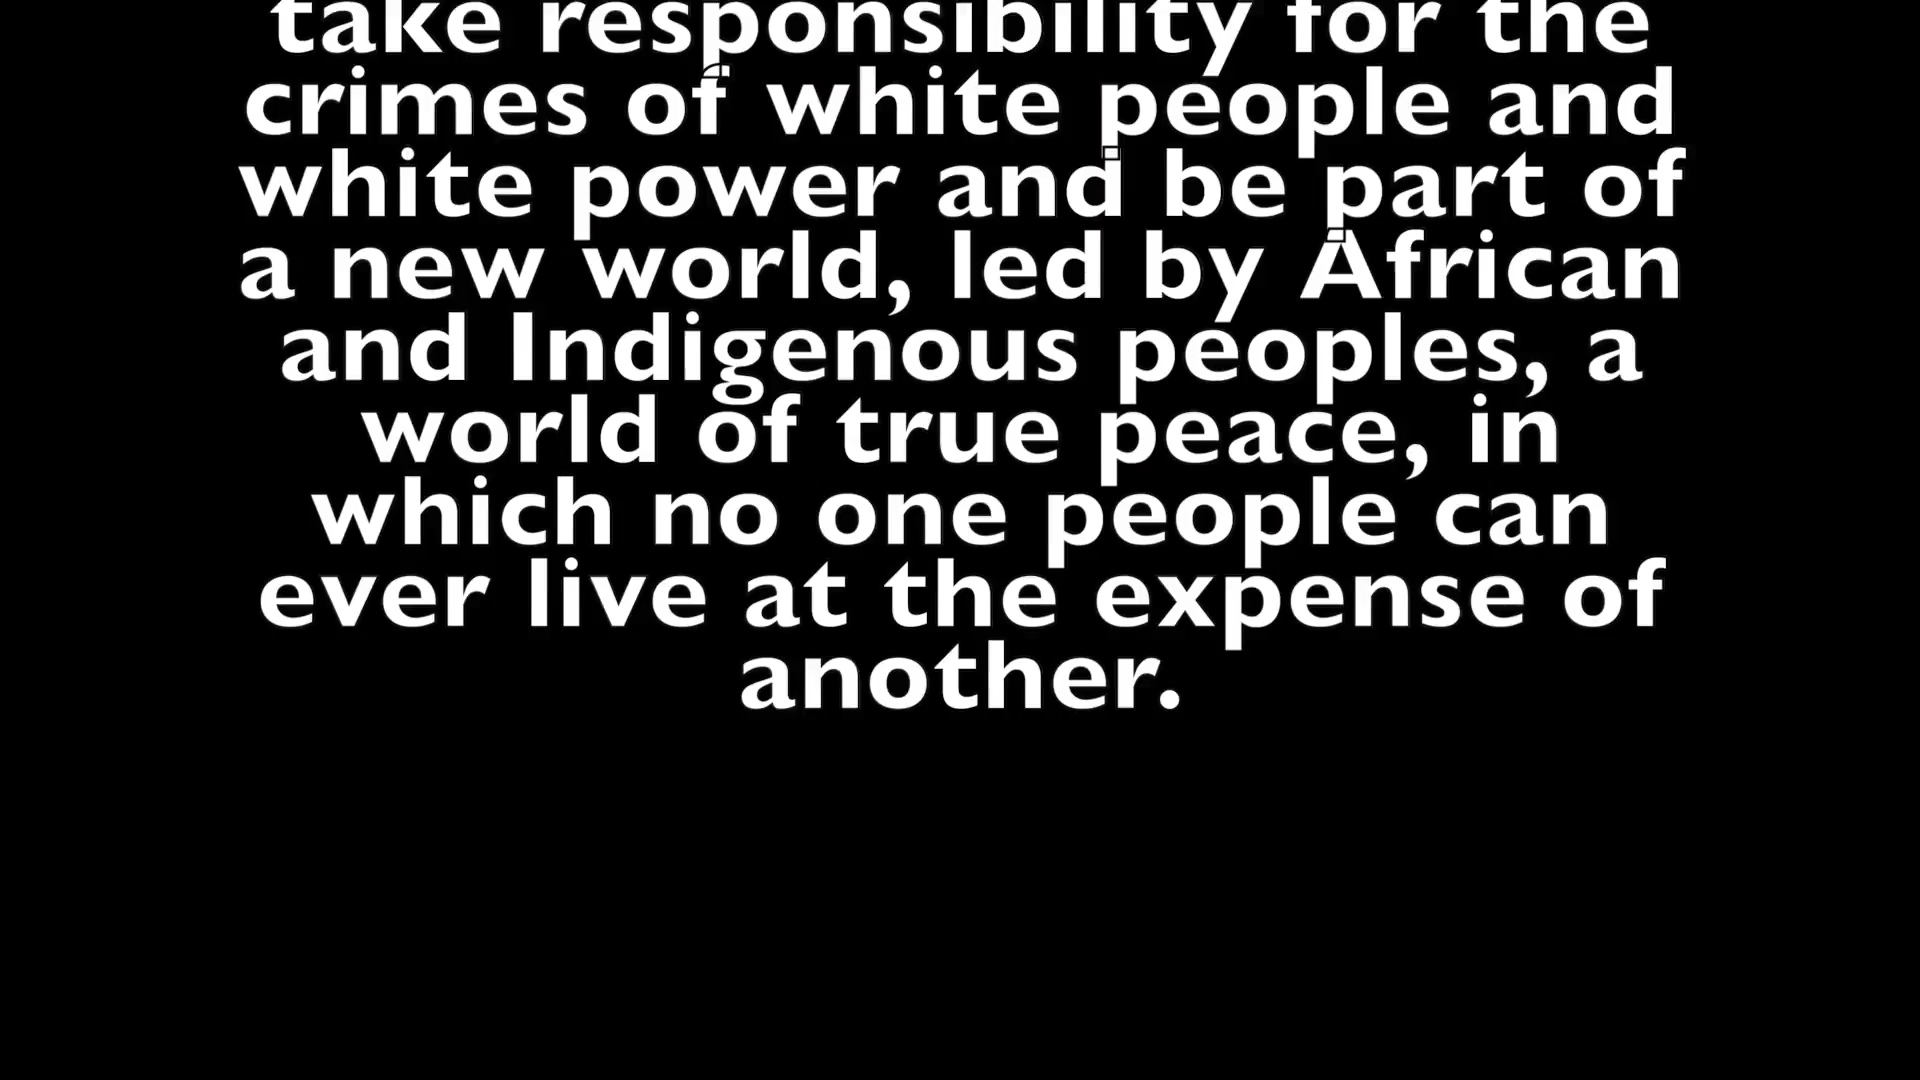 take responsibility for the
crimes of white people and
white power and be part of
a new world, led by African
and Indigenous peoples, a
world of true peace, in
which no one people can
ever live at the expense of
another.